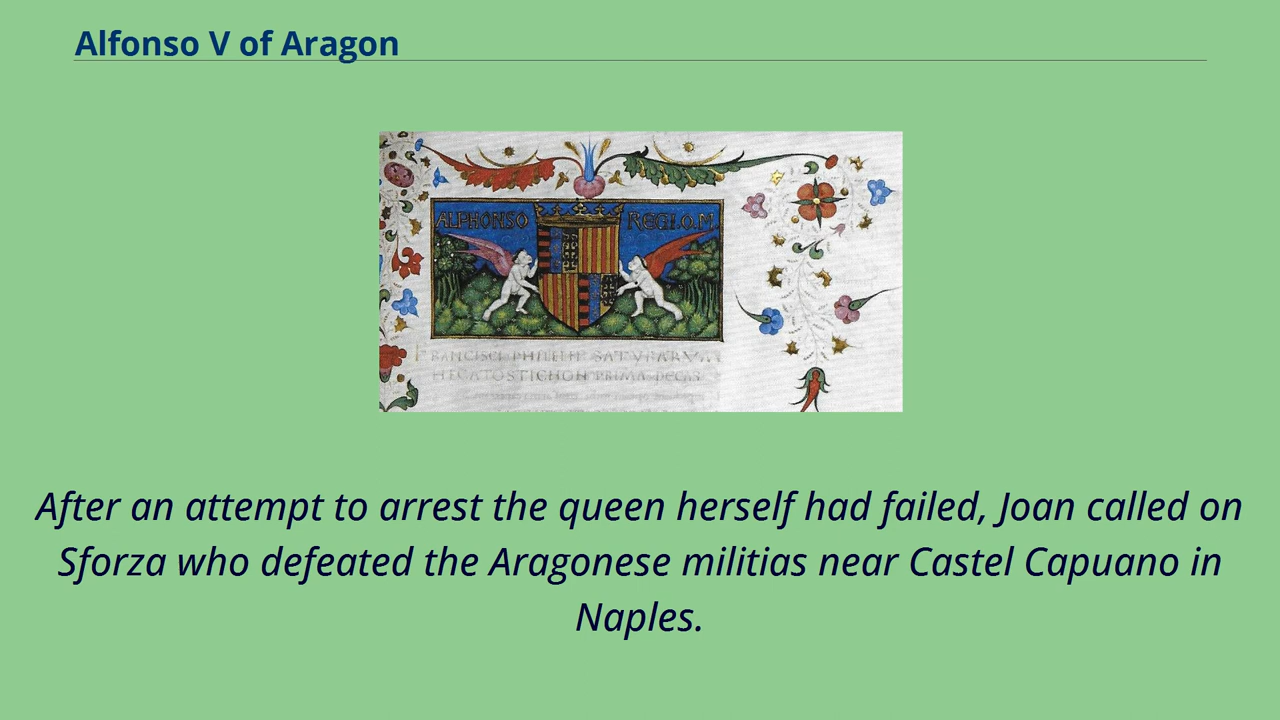 Alfonso V of Aragon
ALPHONSO REGI.O.M.
After an attempt to arrest the queen herself had failed, Joan called on
Sforza who defeated the Aragonese militias near Castel Capuano in
Naples.